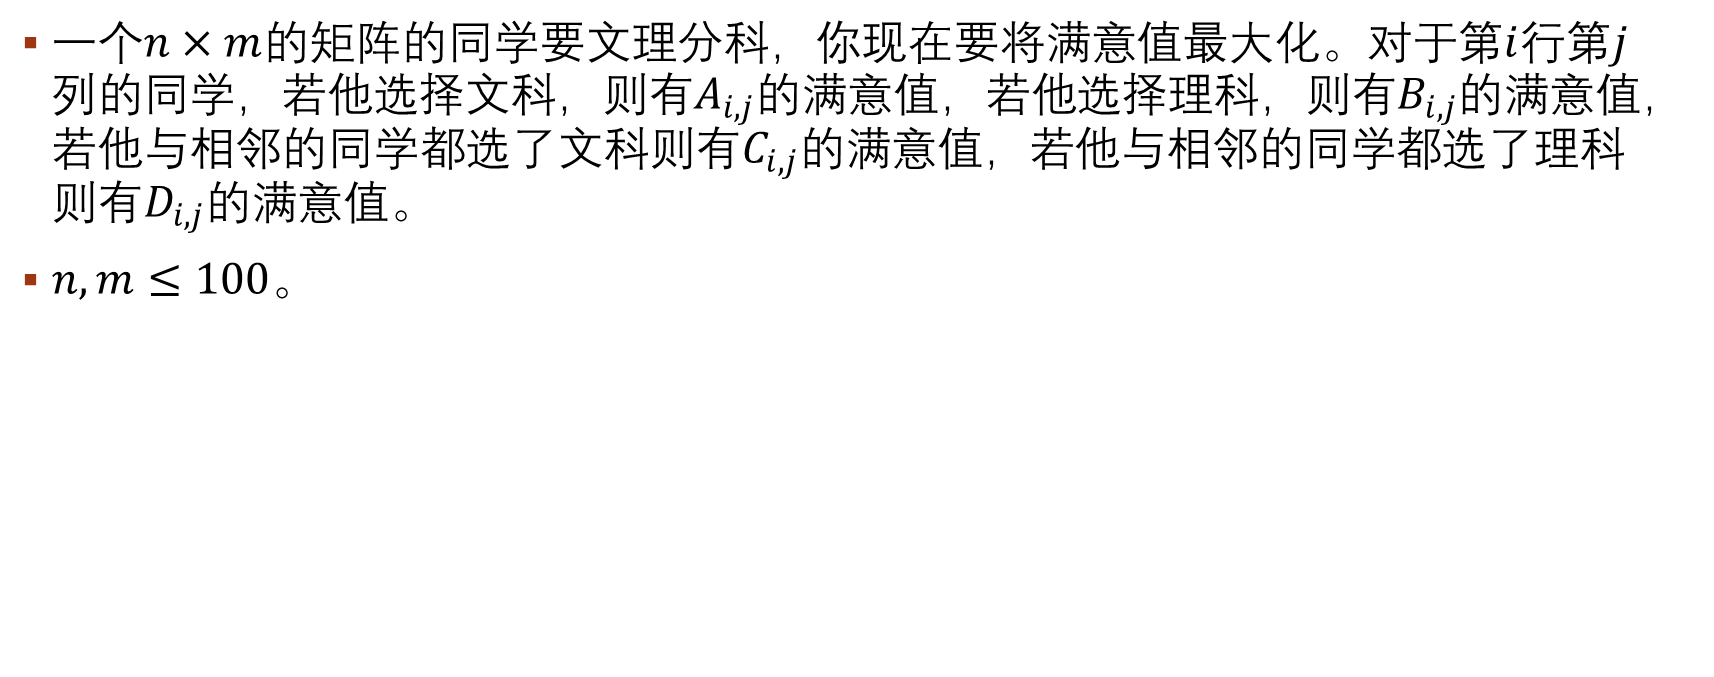 ▪ 一个n × m的矩阵的同学要文理分科，你现在要将满意值最大化。对于第i行第j
列的同学，若他选择文科，则有A_{i,j}的满意值，若他选择理科，则有B_{i,j}的满意值，
若他与相邻的同学都选了文科则有C_{i,j}的满意值，若他与相邻的同学都选了理科
则有D_{i,j}的满意值。
▪ n, m ≤ 100。